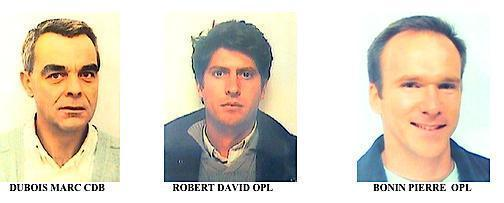 DUBOIS MARC CDB
ROBERT DAVID OPL
BONIN PIERRE OPL